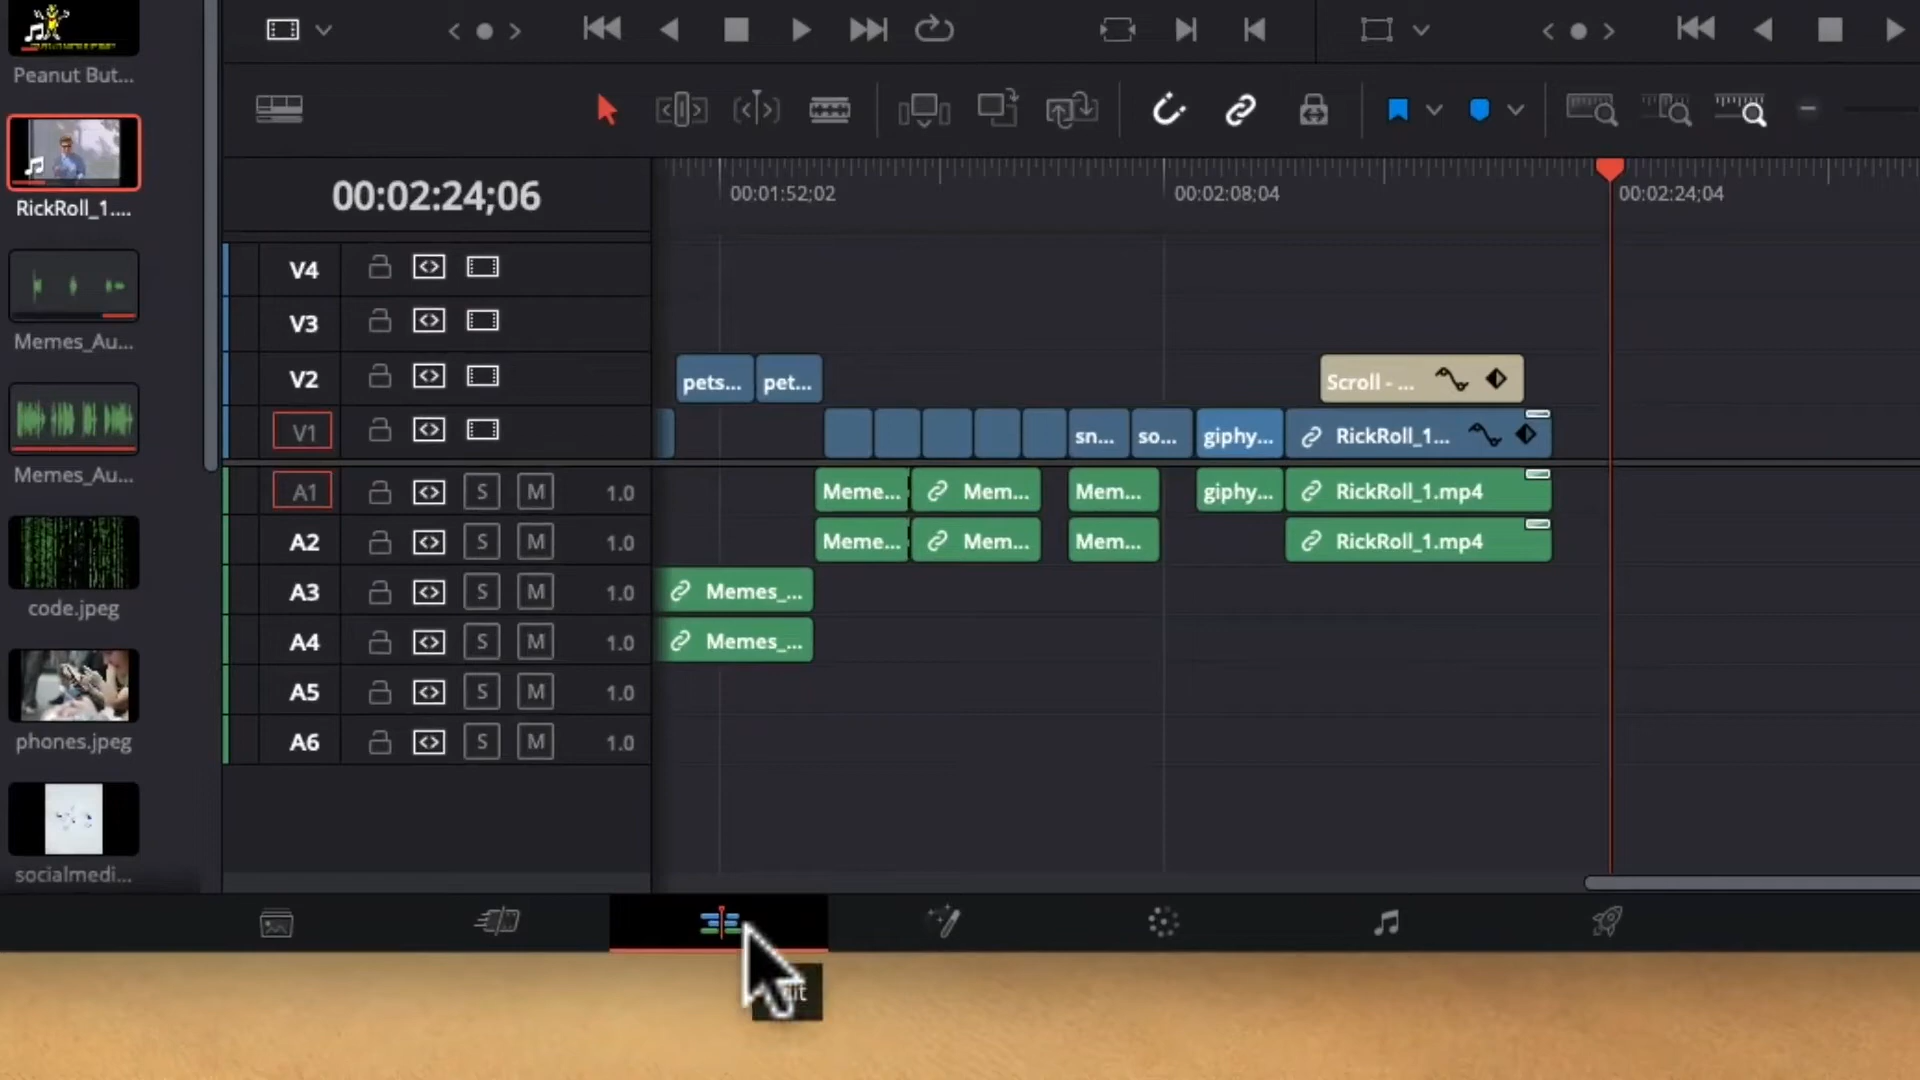 Peanut But...
RickRoll_1....
Memes_Au...
Memes_Au...
code.jpeg
phones.jpeg
socialmedi...
00:02:24;06
00:01:52;02
00:02:08;04
00:02:24;04
V4
V3
V2
pets...
pet...
Scroll - ...
V1
sn...
so...
giphy...
RickRoll_1...
A1
S
M
1.0
Meme...
Mem...
Mem...
giphy...
RickRoll_1.mp4
A2
S
M
1.0
Meme...
Mem...
Mem...
RickRoll_1.mp4
A3
S
M
1.0
Memes_...
A4
S
M
1.0
Memes_...
A5
S
M
1.0
A6
S
M
1.0